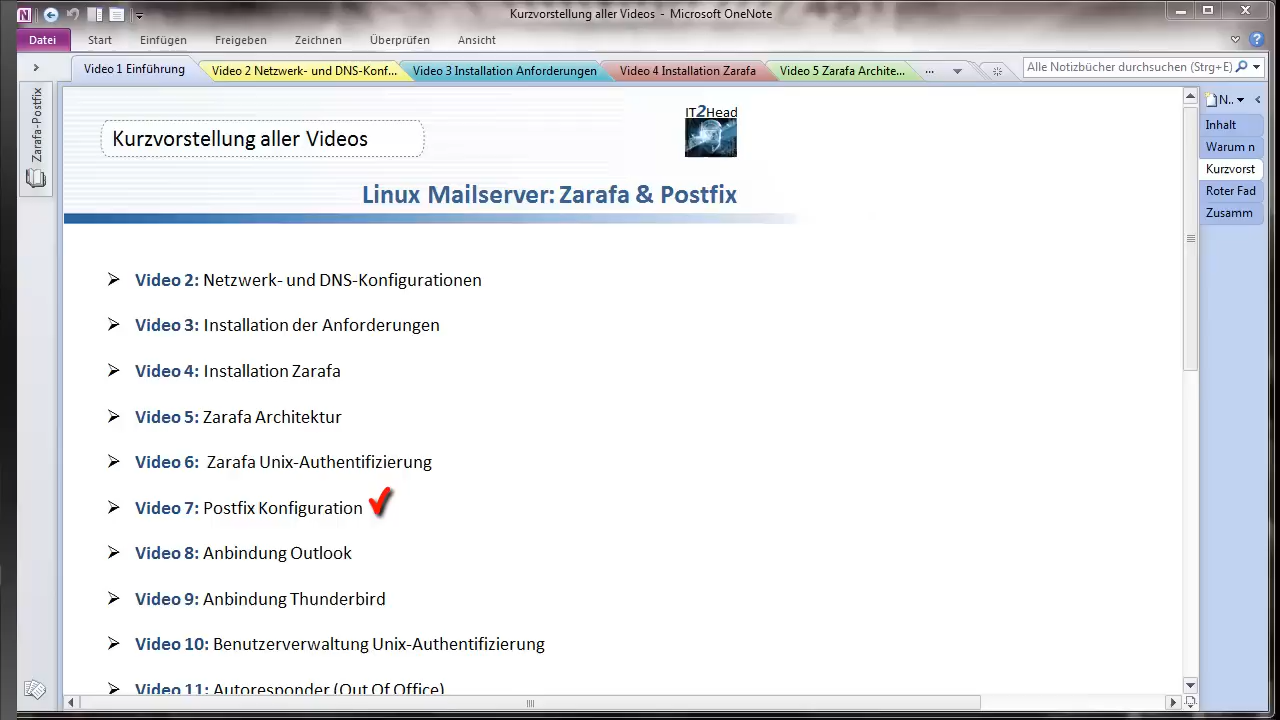 Kurzvorstellung aller Videos - Microsoft OneNote
Datei Start Einfügen Freigeben Zeichnen Überprüfen Ansicht
Video 1 Einführung Video 2 Netzwerk- und DNS-Konf... Video 3 Installation Anforderungen Video 4 Installation Zarafa Video 5 Zarafa Archite... ... Alle Notizbücher durchsuchen (Strg+E)
Zarafa-Postfix
N..
Inhalt
Warum n
Kurzvorst
Roter Fad
Zusamm
IT2Head
Kurzvorstellung aller Videos
Linux Mailserver: Zarafa & Postfix
Video 2: Netzwerk- und DNS-Konfigurationen
Video 3: Installation der Anforderungen
Video 4: Installation Zarafa
Video 5: Zarafa Architektur
Video 6: Zarafa Unix-Authentifizierung
Video 7: Postfix Konfiguration
Video 8: Anbindung Outlook
Video 9: Anbindung Thunderbird
Video 10: Benutzerverwaltung Unix-Authentifizierung
Video 11: Autoresponder (Out Of Office)